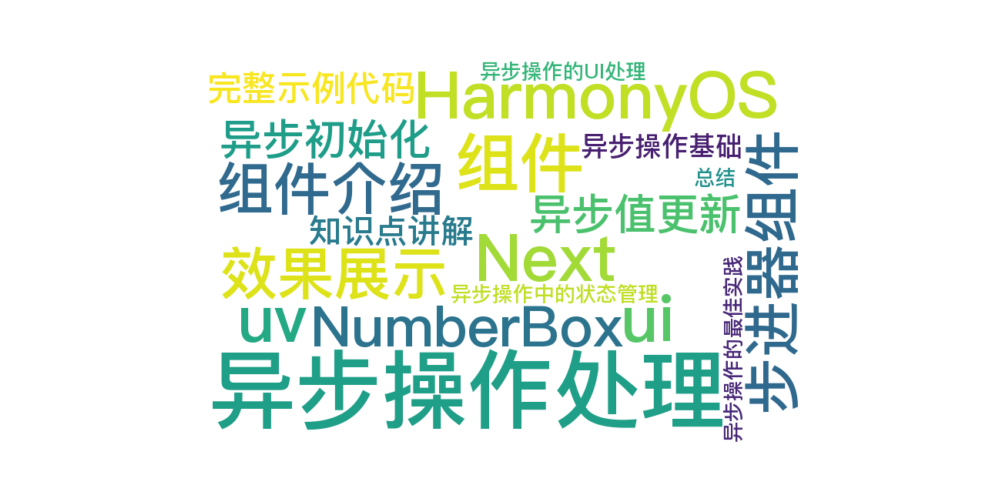 异步操作的UI处理
完整示例代码
HarmonyOS
异步初始化
组件
异步操作基础
组件介绍
总结
异步值更新
知识点讲解
Next
效果展示
异步操作中的状态管理
uv
NumberBox
ui
异步操作处理
异步操作的最佳实践
步进器组件